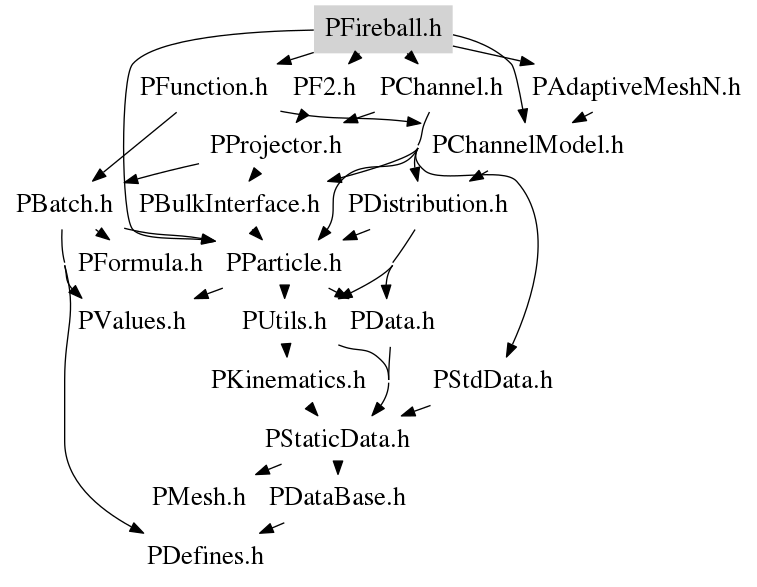 PFireball.h
PFunction.h
PF2.h
PChannel.h
PAdaptiveMeshN.h
PProjector.h
PChannelModel.h
PBatch.h
PBulkInterface.h
PDistribution.h
PFormula.h
PParticle.h
PValues.h
PUtils.h
PData.h
PKinematics.h
PStdData.h
PStaticData.h
PMesh.h
PDataBase.h
PDefines.h